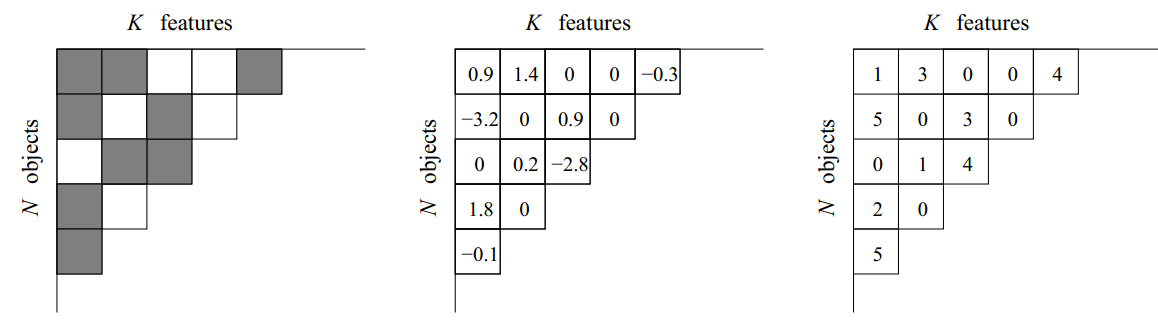 K features
N objects
K features
N objects
0.9 1.4 0 0 −0.3
−3.2 0 0.9 0
0 0.2 −2.8
1.8 0
−0.1
K features
N objects
1 3 0 0 4
5 0 3 0
0 1 4
2 0
5